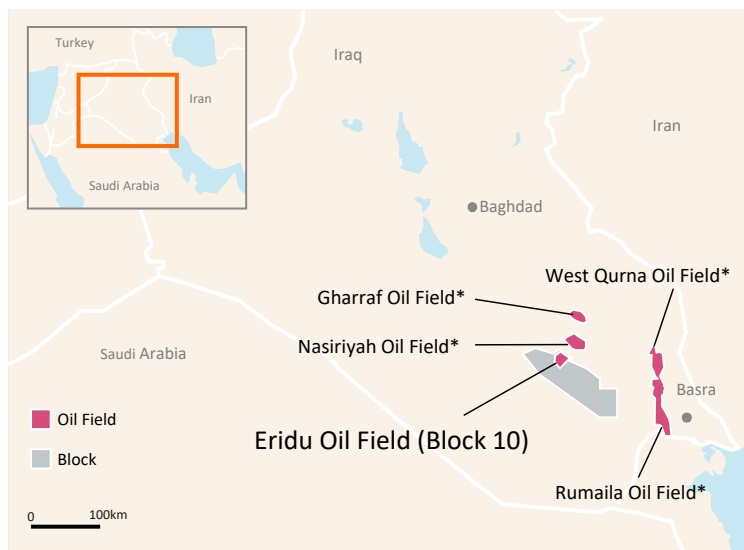 Turkey
Iran
Saudi Arabia
Iraq
Iran
Baghdad
West Qurna Oil Field*
Gharraf Oil Field*
Nasiriyah Oil Field*
Saudi Arabia
Basra
Oil Field
Eridu Oil Field (Block 10)
Block
Rumaila Oil Field*
0 100km